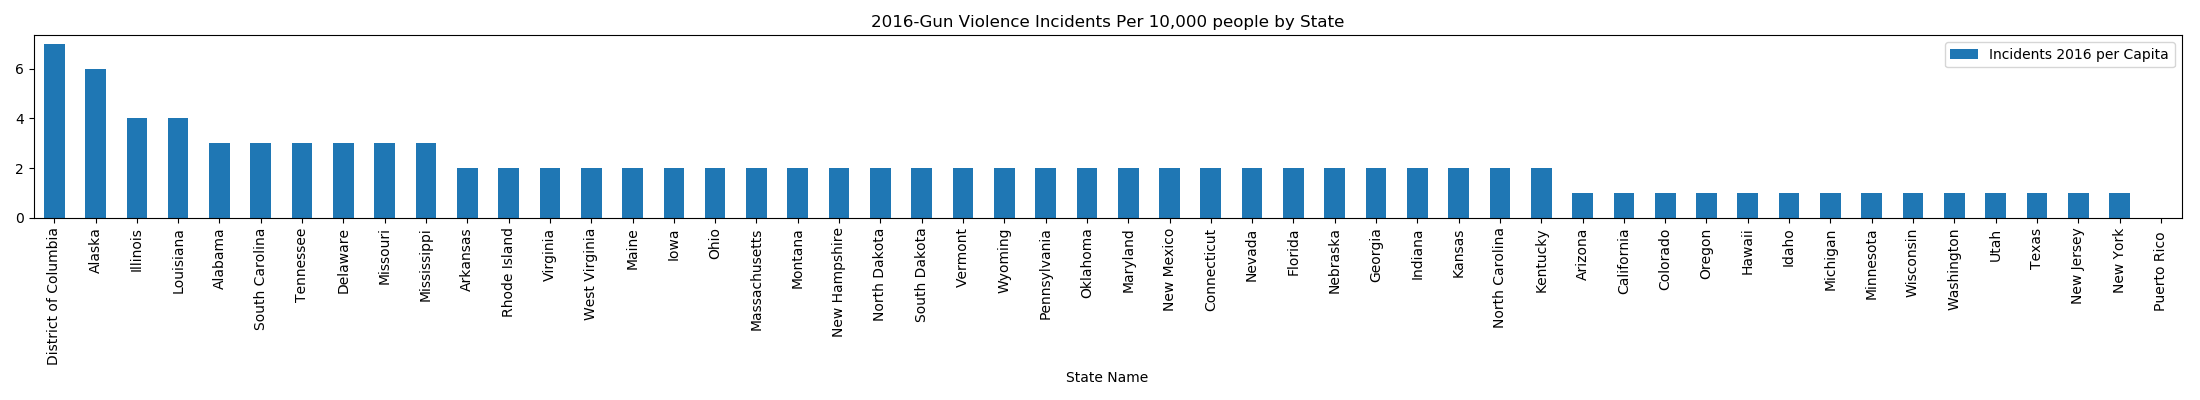 2016-Gun Violence Incidents Per 10,000 people by State
Incidents 2016 per Capita
6
4
2
0
District of Columbia
Alaska
Illinois
Louisiana
Alabama
South Carolina
Tennessee
Delaware
Missouri
Mississippi
Arkansas
Rhode Island
Virginia
West Virginia
Maine
Iowa
Ohio
Massachusetts
Montana
New Hampshire
North Dakota
South Dakota
Vermont
Wyoming
Pennsylvania
Oklahoma
Maryland
New Mexico
Connecticut
Nevada
Florida
Nebraska
Georgia
Indiana
Kansas
North Carolina
Kentucky
Arizona
California
Colorado
Oregon
Hawaii
Idaho
Michigan
Minnesota
Wisconsin
Washington
Utah
Texas
New Jersey
New York
Puerto Rico
State Name